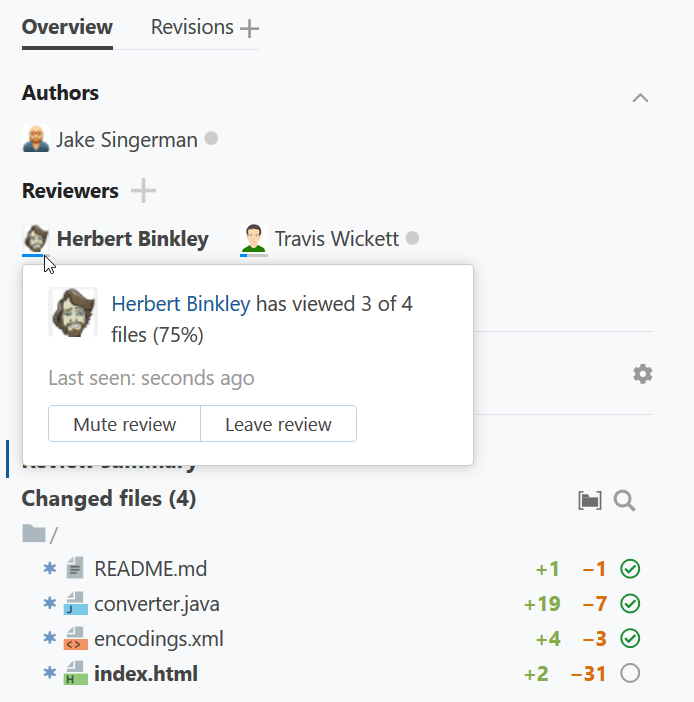 Overview Revisions
Authors
Jake Singerman
Reviewers
Herbert Binkley Travis Wickett
Herbert Binkley has viewed 3 of 4
files (75%)
Last seen: seconds ago
Mute review Leave review
Review summary
Changed files (4)
/
README.md +1 −1
J converter.java +19 −7
<> encodings.xml +4 −3
H index.html +2 −31